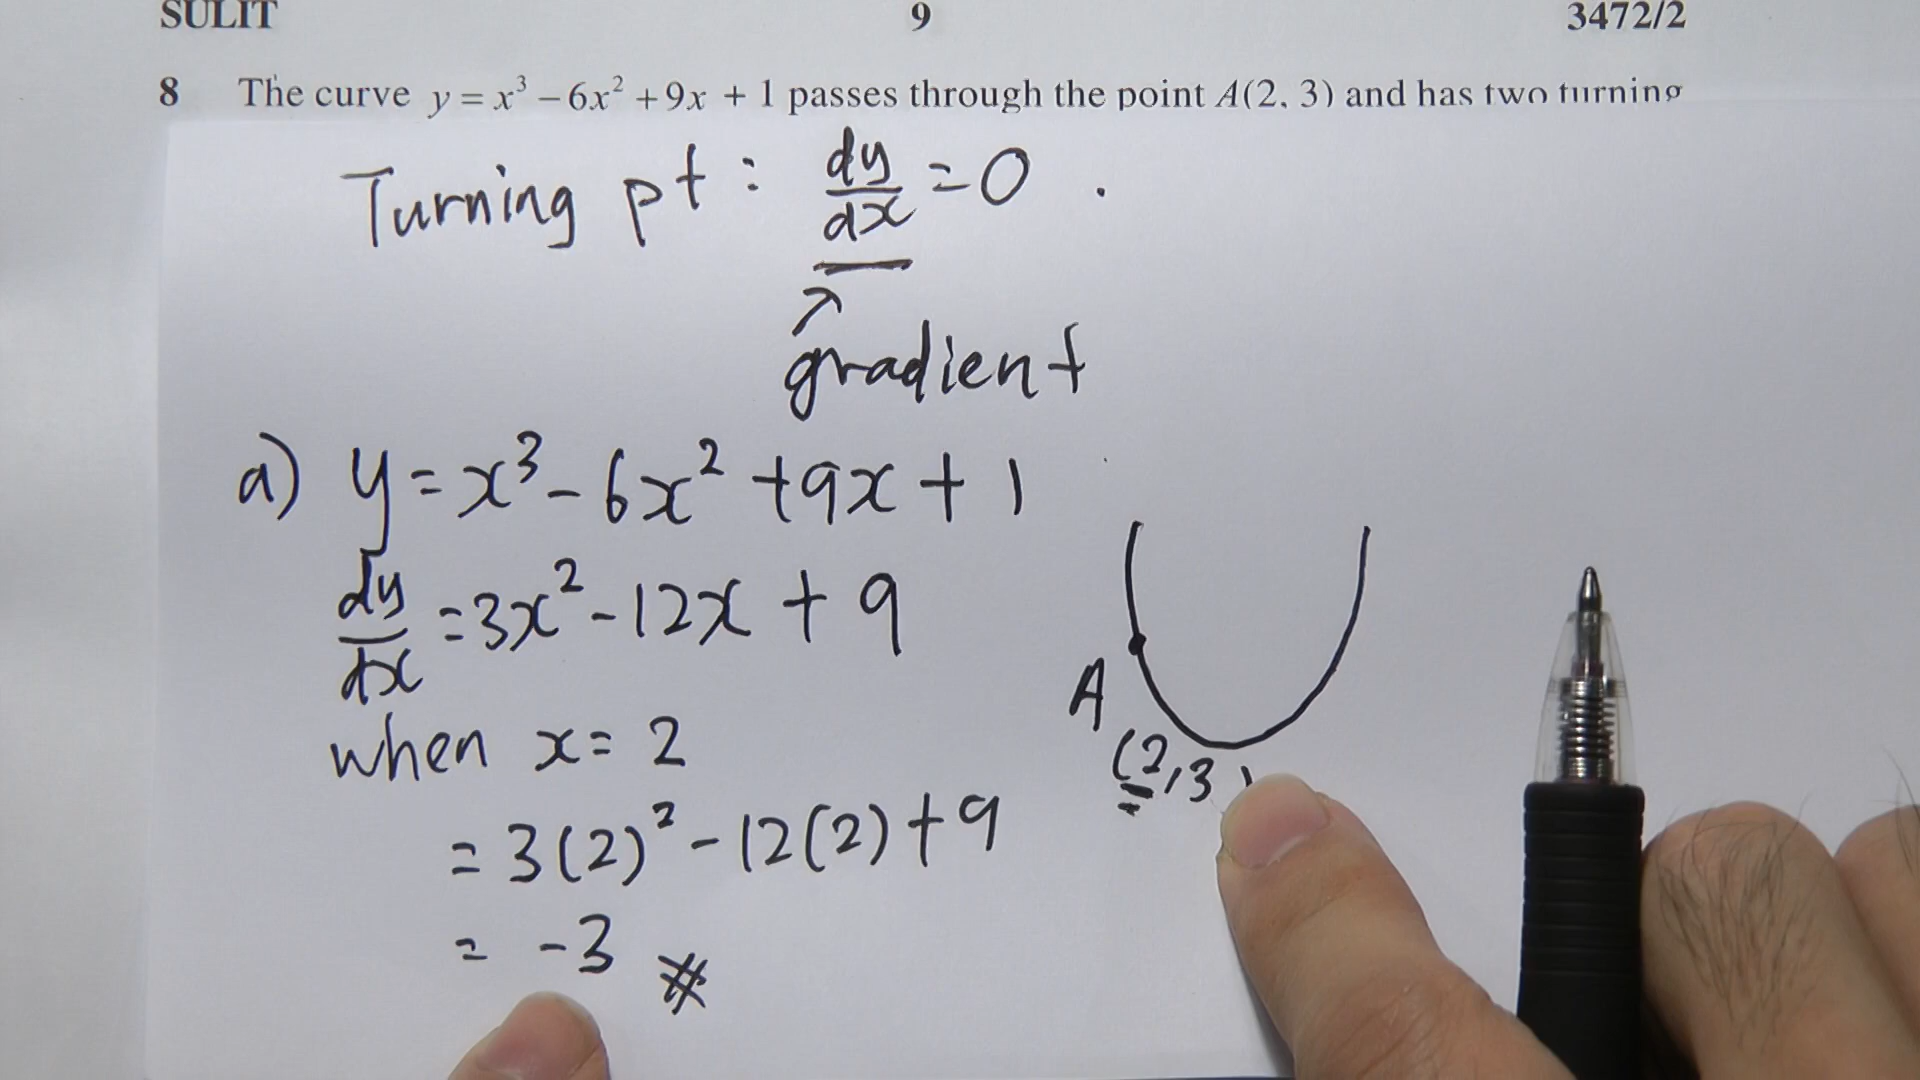 SULIT 9 3472/2
8 The curve y = x³ − 6x² + 9x + 1 passes through the point A(2, 3) and has two turning
Turning pt : dy/dx = 0 .
gradient
a) y = x³ - 6x² + 9x + 1
dy/dx = 3x² - 12x + 9
A
(2,3)
when x = 2
= 3(2)² - 12(2) + 9
= -3 #